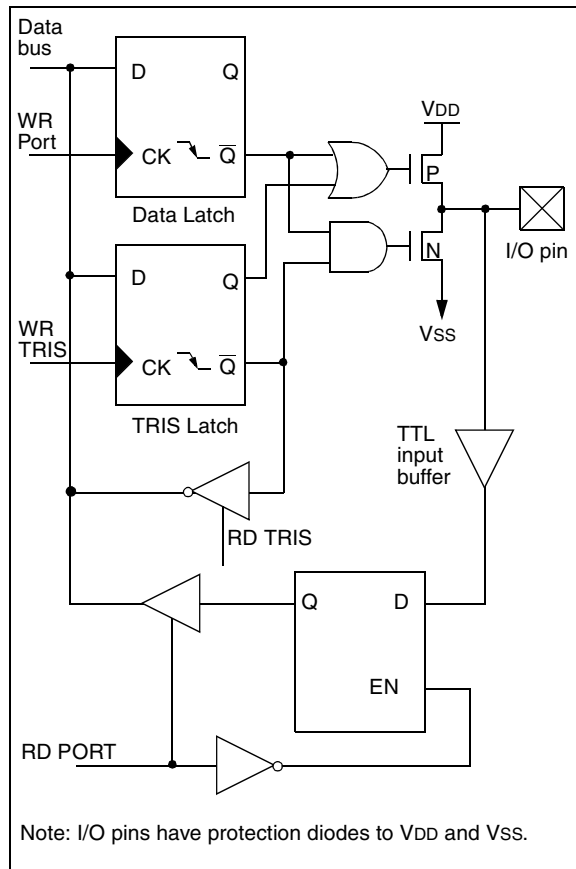 Data
bus
D
Q
WR
Port
VDD
CK
Q
P
Data Latch
I/O pin
D
Q
N
WR
TRIS
VSS
CK
Q
TRIS Latch
TTL
input
buffer
RD TRIS
Q
D
EN
RD PORT
Note: I/O pins have protection diodes to VDD and VSS.